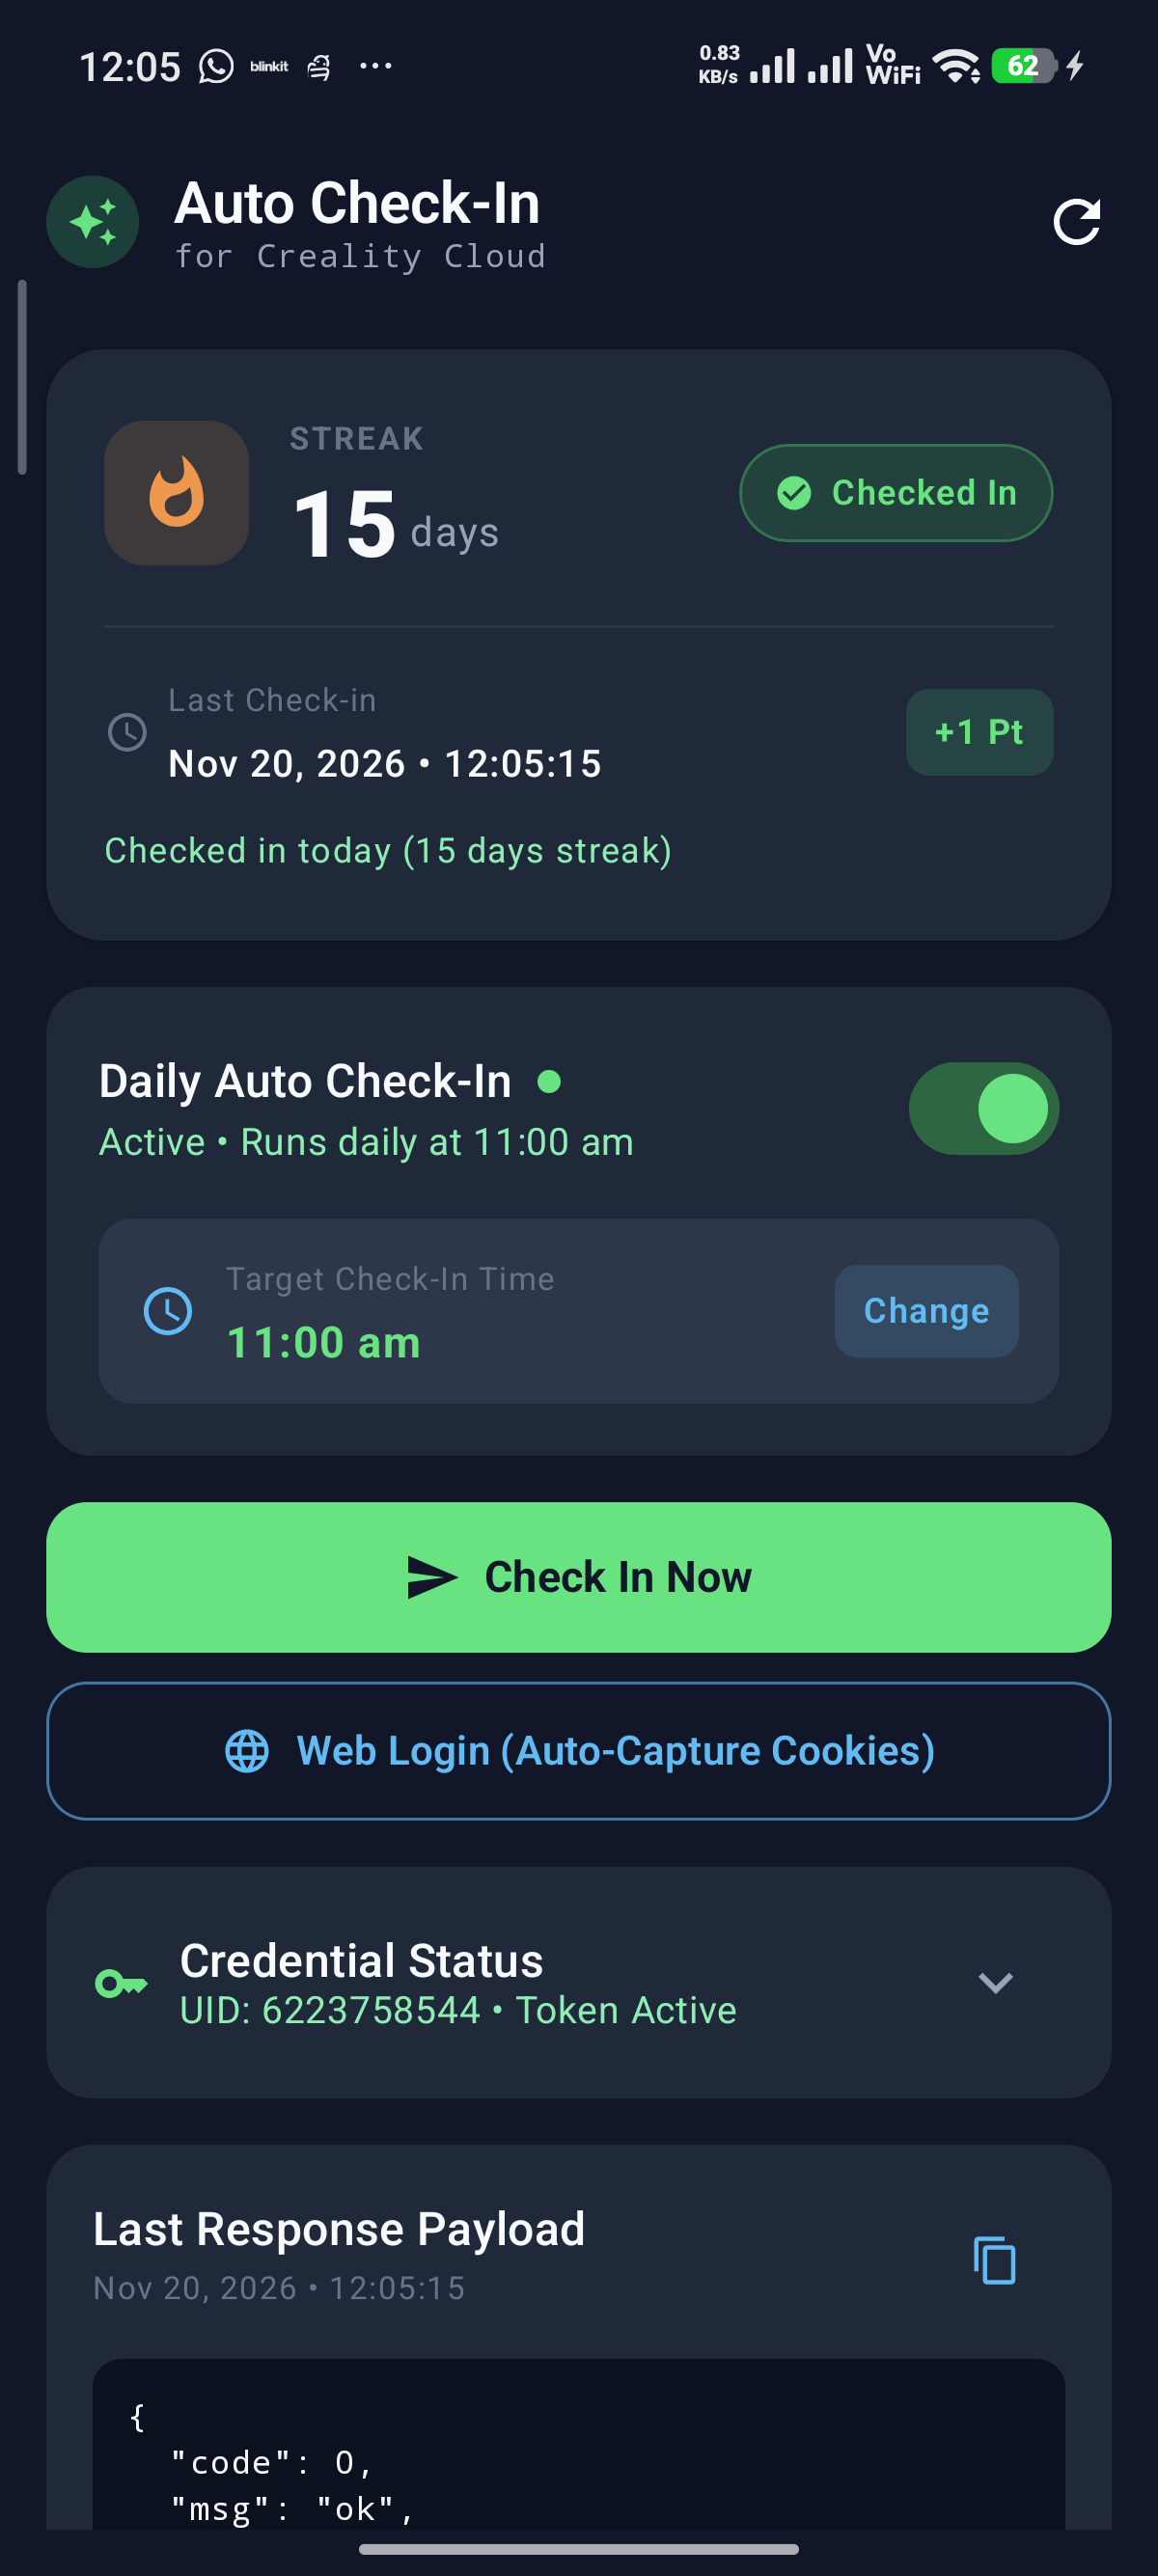 12:05 blinkit ... 0.83 KB/s Vo WiFi 62
Auto Check-In
for Creality Cloud
STREAK
15 days
Checked In
Last Check-in
Nov 20, 2026 • 12:05:15
+1 Pt
Checked in today (15 days streak)
Daily Auto Check-In
Active • Runs daily at 11:00 am
Target Check-In Time
11:00 am
Change
Check In Now
Web Login (Auto-Capture Cookies)
Credential Status
UID: 6223758544 • Token Active
Last Response Payload
Nov 20, 2026 • 12:05:15
{
"code": 0,
"msg": "ok",